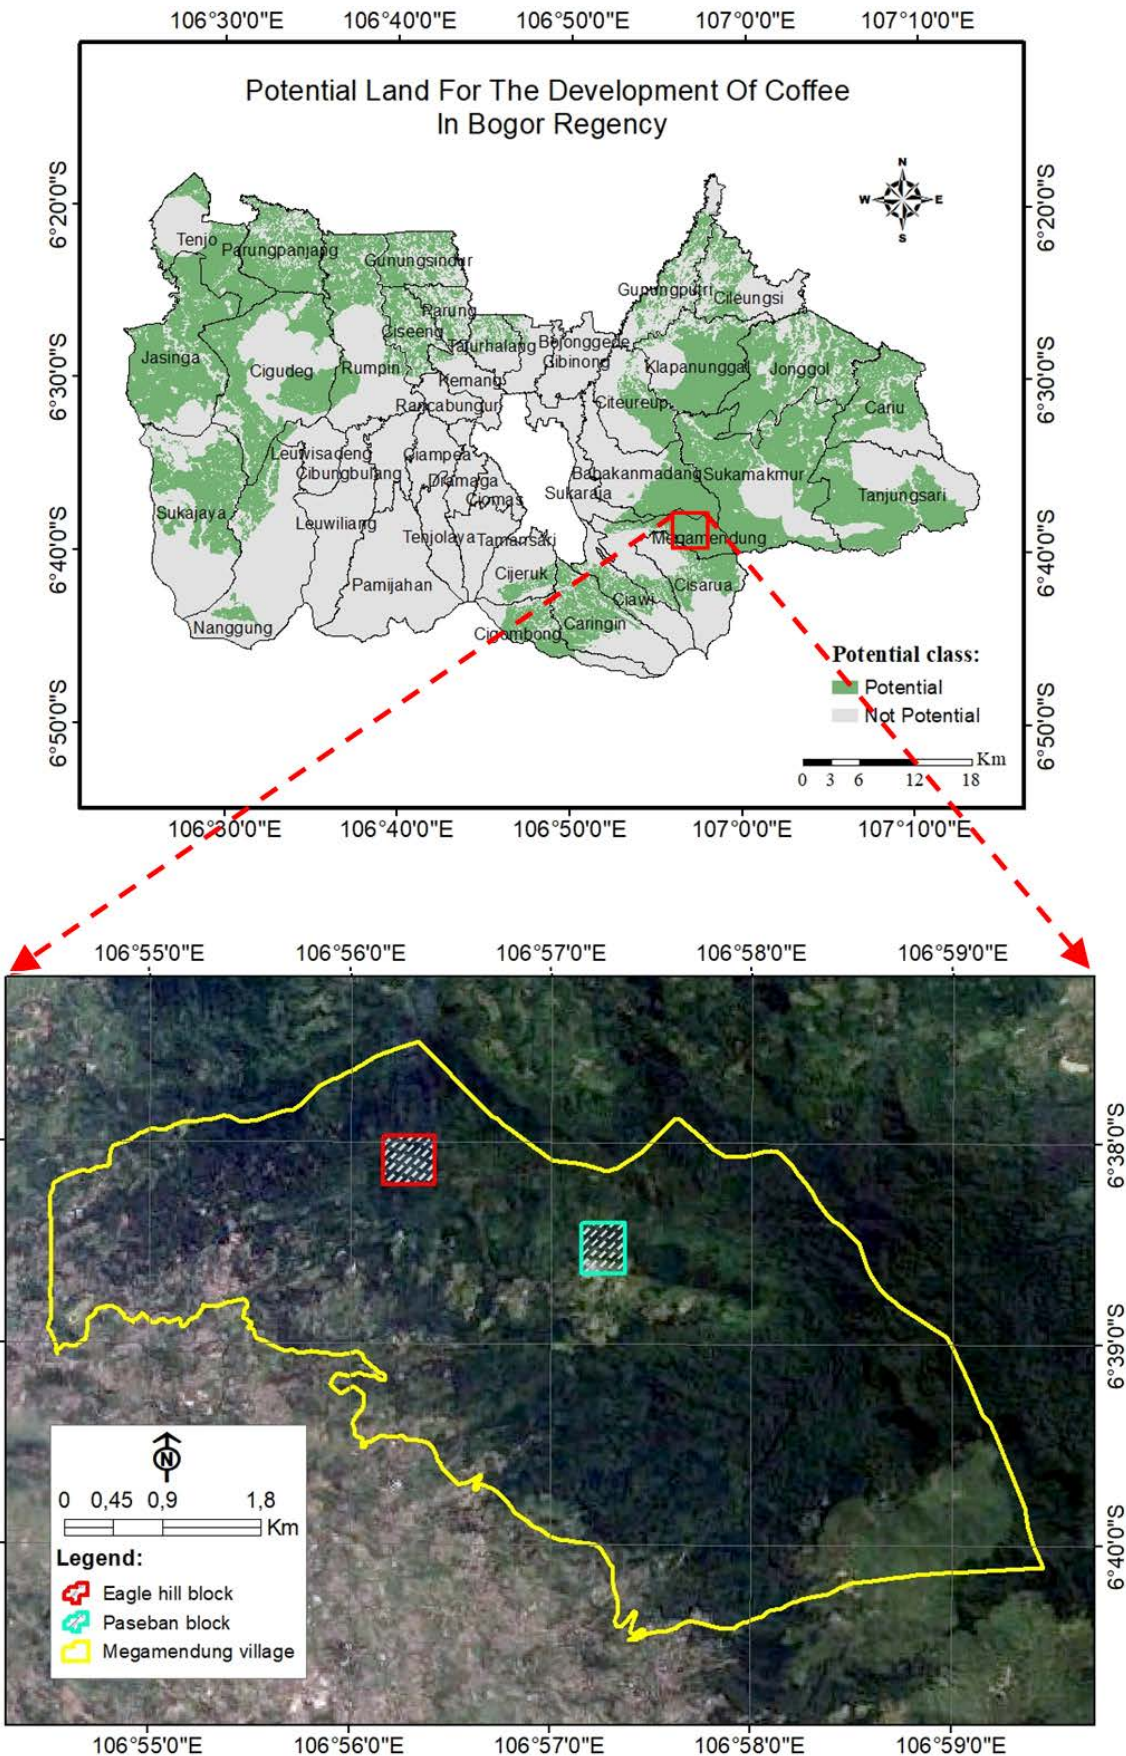 106°30'0"E 106°40'0"E 106°50'0"E 107°0'0"E 107°10'0"E
Potential Land For The Development Of Coffee
In Bogor Regency
N
W E
S
6°20'0"S 6°20'0"S
6°30'0"S 6°30'0"S
6°40'0"S 6°40'0"S
6°50'0"S 6°50'0"S
Tenjo
Parungpanjang
Gunungsindur
Gunungputri
Cileungsi
Parung
Ciseeng
Tajurhalang
Bojonggede
Cibinong
Jasinga
Cigudeg
Rumpin
Kemang
Klapanunggal
Jonggol
Rancabungur
Citeureup
Cariu
Leuwisadeng
Cibungbulang
Ciampea
Dramaga
Ciomas
Babakanmadang
Sukamakmur
Sukaraja
Tanjungsari
Sukajaya
Leuwiliang
Tenjolaya
Tamansari
Megamendung
Pamijahan
Cijeruk
Cisarua
Ciawi
Nanggung
Cigombong
Caringin
Potential class:
Potential
Not Potential
Km
0 3 6 12 18
106°30'0"E 106°40'0"E 106°50'0"E 107°0'0"E 107°10'0"E
106°55'0"E 106°56'0"E 106°57'0"E 106°58'0"E 106°59'0"E
6°38'0"S
6°39'0"S
6°40'0"S
N
0 0,45 0,9 1,8
Km
Legend:
Eagle hill block
Paseban block
Megamendung village
106°55'0"E 106°56'0"E 106°57'0"E 106°58'0"E 106°59'0"E